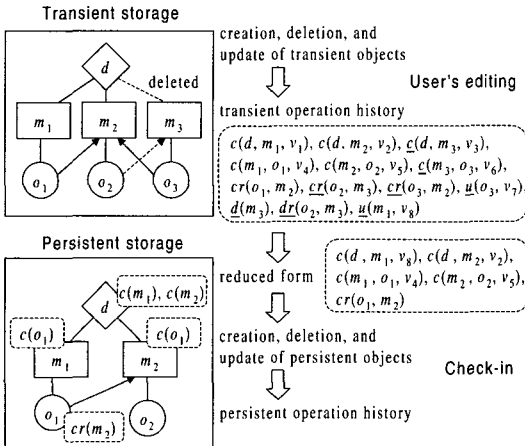 Transient storage
d
deleted
m1
m2
m3
o1
o2
o3
creation, deletion, and
update of transient objects
User's editing
transient operation history
c(d, m1, v1), c(d, m2, v2), c(d, m3, v3),
c(m1, o1, v4), c(m2, o2, v5), c(m3, o3, v6),
cr(o1, m2), cr(o2, m3), cr(o3, m2), u(o3, v7),
d(m3), dr(o2, m3), u(m1, v8)
Persistent storage
c(m1), c(m2)
d
c(o1)
c(o1)
m1
m2
o1
cr(m2)
o2
reduced form
c(d, m1, v8), c(d, m2, v2),
c(m1, o1, v4), c(m2, o2, v5),
cr(o1, m2)
creation, deletion, and
update of persistent objects
Check-in
persistent operation history